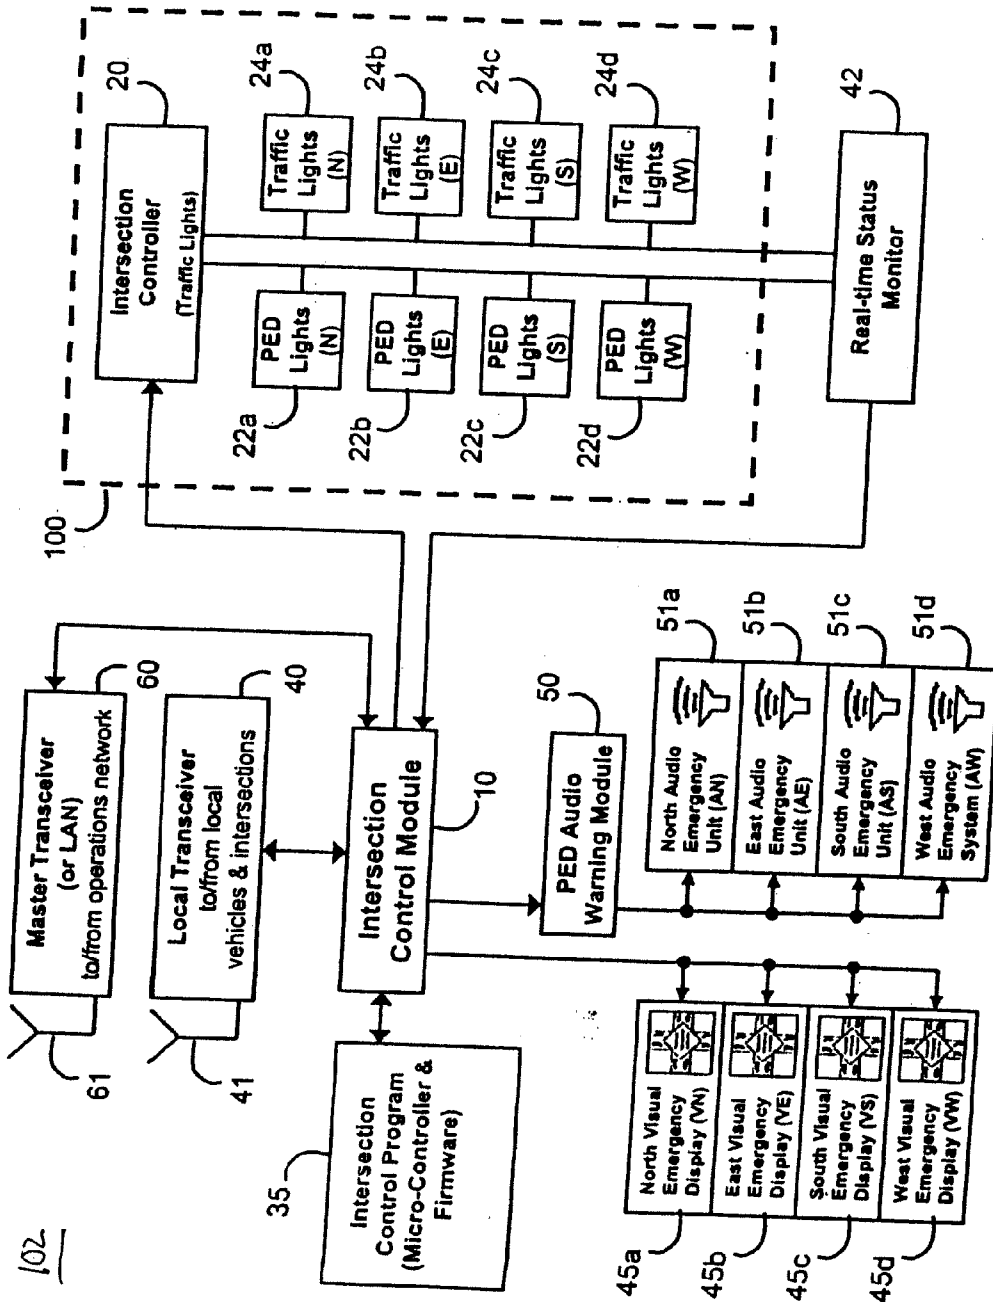 102
61
41
Master Transceiver
(or LAN)
to/from operations network
60
Local Transceiver
to/from local
vehicles & intersections
40
35
Intersection
Control Program
(Micro-Controller &
Firmware)
Intersection
Control Module
10
100
20
Intersection
Controller
(Traffic Lights)
24a
Traffic
Lights
(N)
24b
Traffic
Lights
(E)
24c
Traffic
Lights
(S)
24d
Traffic
Lights
(W)
PED
Lights
(N)
22a
PED
Lights
(E)
22b
PED
Lights
(S)
22c
PED
Lights
(W)
22d
42
Real-time Status
Monitor
50
PED Audio
Warning Module
45a
North Visual
Emergency
Display (VN)
45b
East Visual
Emergency
Display (VE)
45c
South Visual
Emergency
Display (VS)
45d
West Visual
Emergency
Display (VW)
North Audio
Emergency
Unit (AN)
51a
East Audio
Emergency
Unit (AE)
51b
South Audio
Emergency
Unit (AS)
51c
West Audio
Emergency
System (AW)
51d